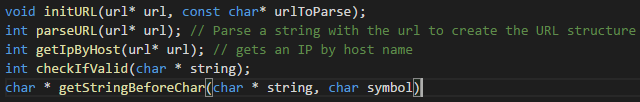 void initURL(url* url, const char* urlToParse);
int parseURL(url* url); // Parse a string with the url to create the URL structure
int getIpByHost(url* url); // gets an IP by host name
int checkIfValid(char * string);
char * getStringBeforeChar(char * string, char symbol)